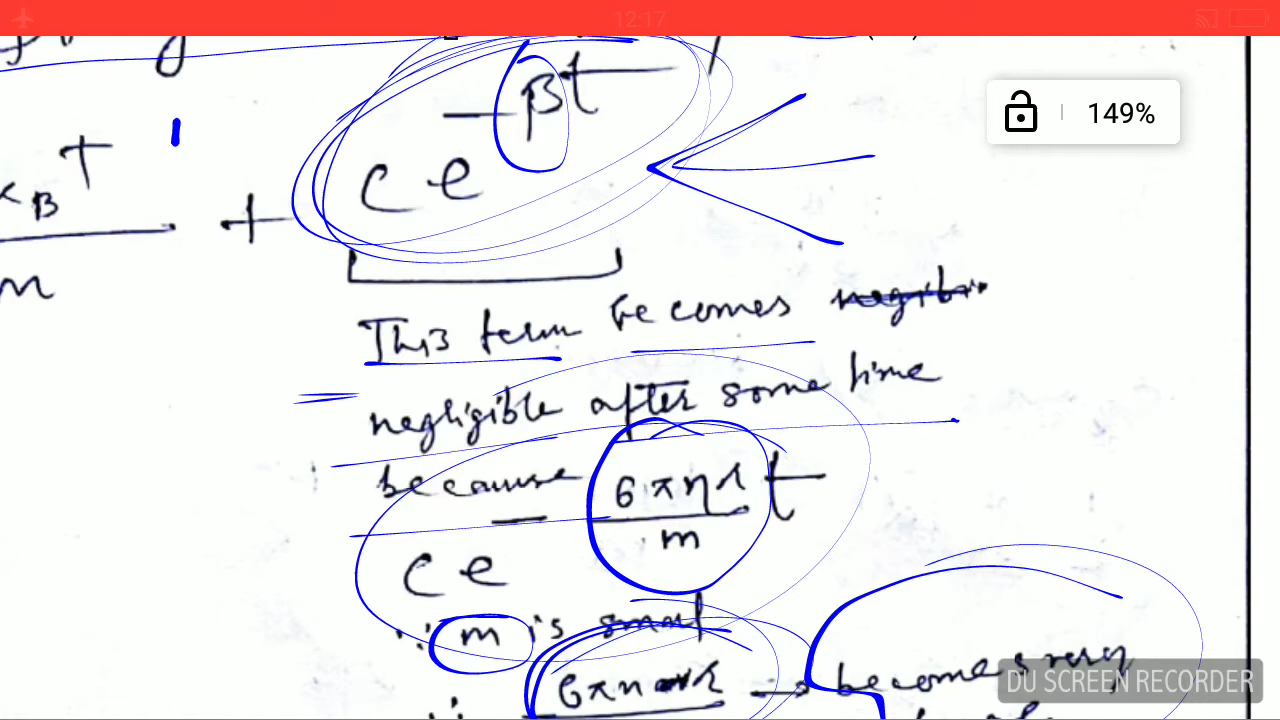 12:17
149%
K_B T + c e^{-βt}
m
This term becomes
negligible after some time
because
c e^{-\frac{6πηr}{m} t}
∵ m is small
6πηr → becomes very
DU SCREEN RECORDER